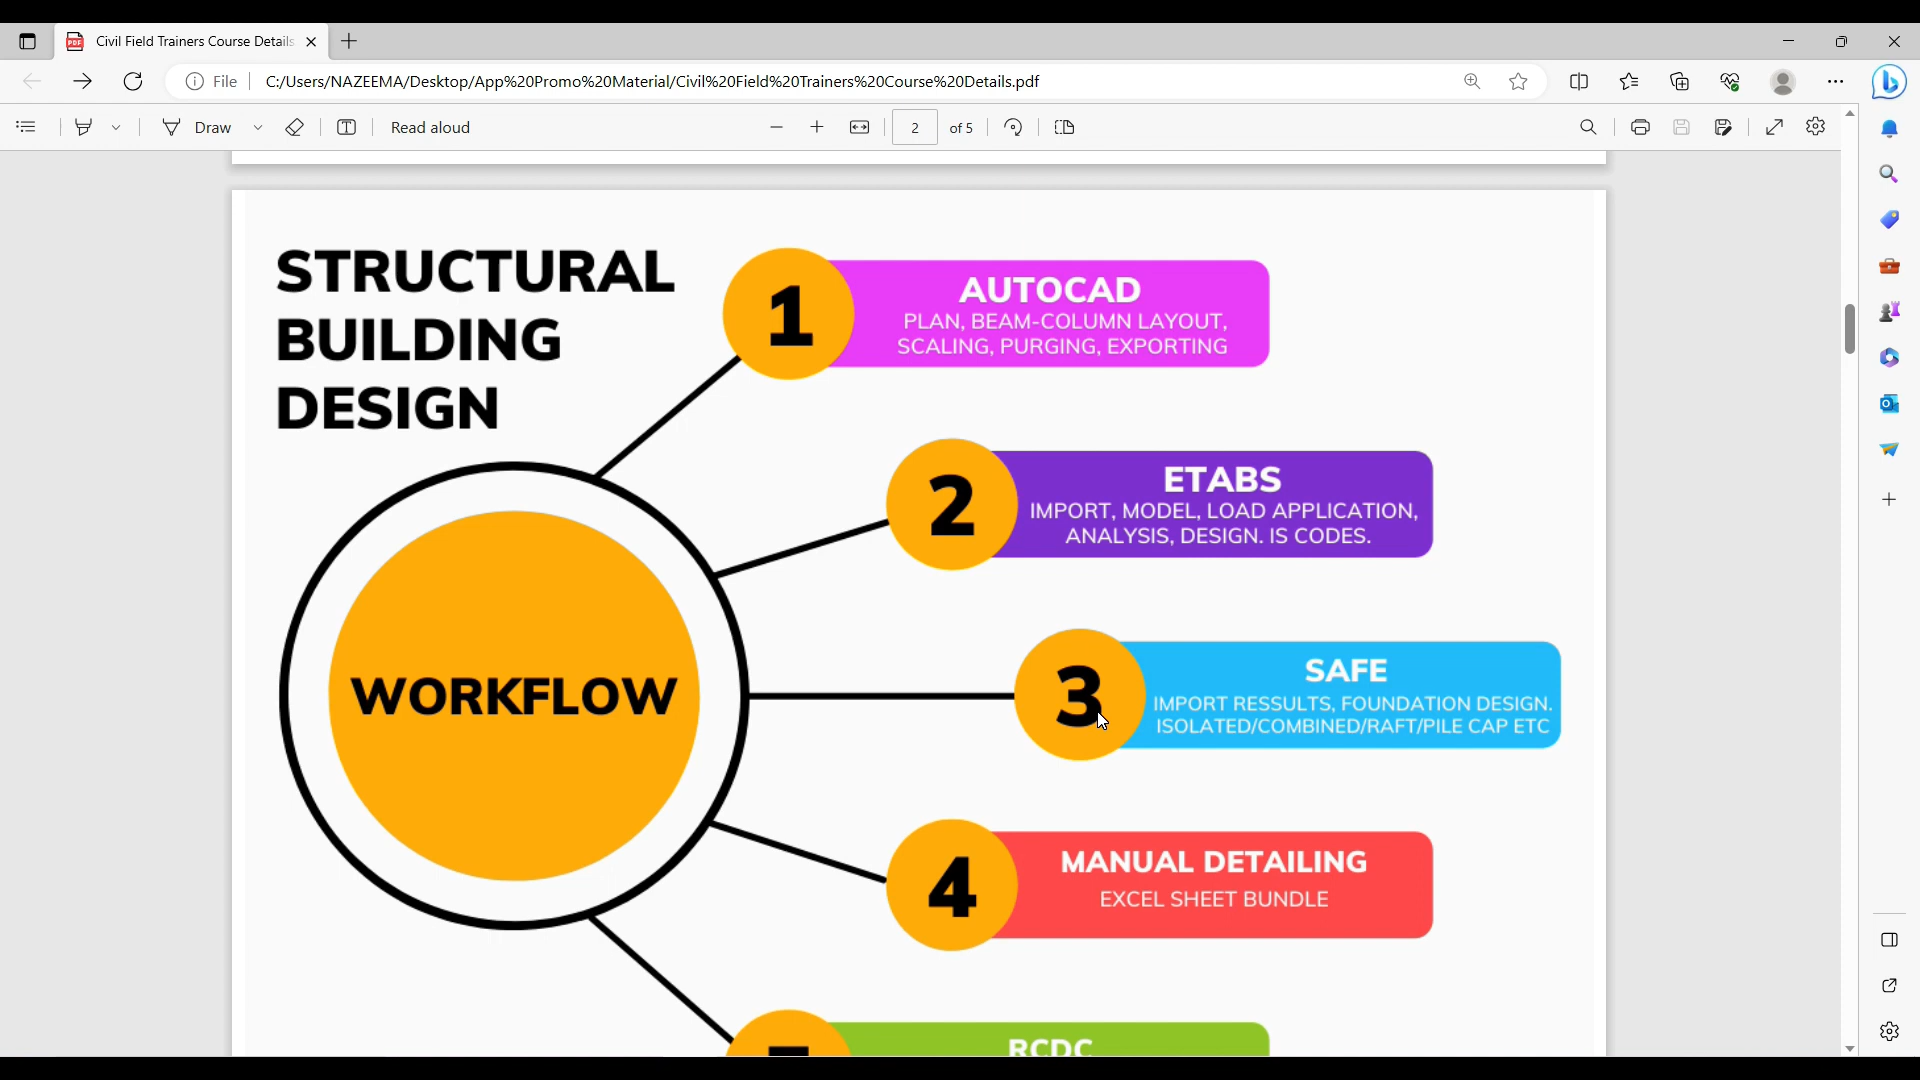 Civil Field Trainers Course Details
File
C:/Users/NAZEEMA/Desktop/App%20Promo%20Material/Civil%20Field%20Trainers%20Course%20Details.pdf
Draw
Read aloud
2
of 5
STRUCTURAL
BUILDING
DESIGN
WORKFLOW
1
AUTOCAD
PLAN, BEAM-COLUMN LAYOUT,
SCALING, PURGING, EXPORTING
2
ETABS
IMPORT, MODEL, LOAD APPLICATION,
ANALYSIS, DESIGN. IS CODES.
3
SAFE
IMPORT RESSULTS, FOUNDATION DESIGN.
ISOLATED/COMBINED/RAFT/PILE CAP ETC
4
MANUAL DETAILING
EXCEL SHEET BUNDLE
RCDC